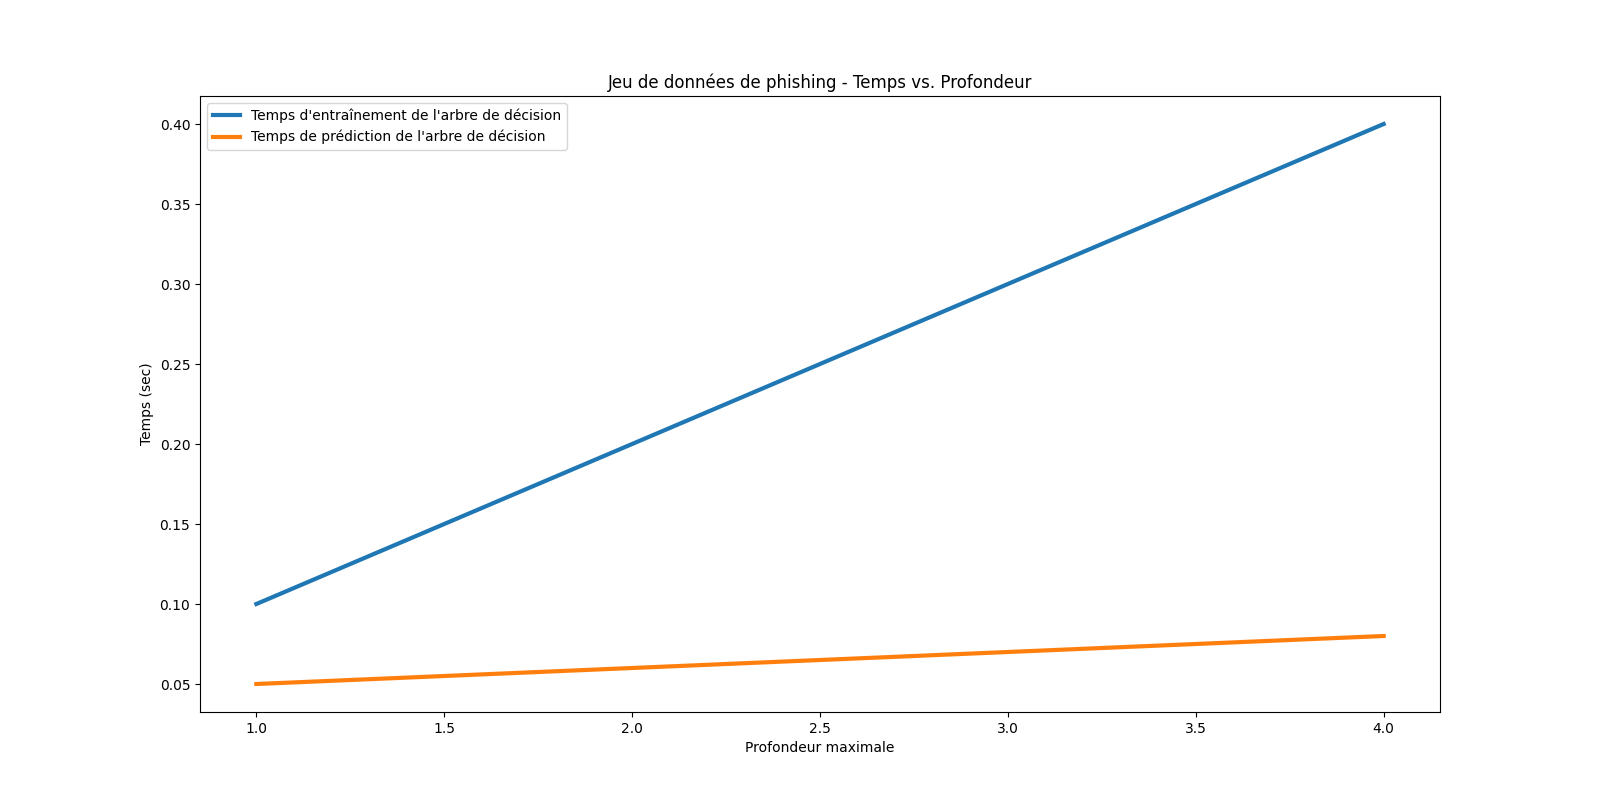 Jeu de données de phishing - Temps vs. Profondeur
Temps d'entraînement de l'arbre de décision
Temps de prédiction de l'arbre de décision
0.40
0.35
0.30
0.25
0.20
0.15
0.10
0.05
Temps (sec)
1.0 1.5 2.0 2.5 3.0 3.5 4.0
Profondeur maximale